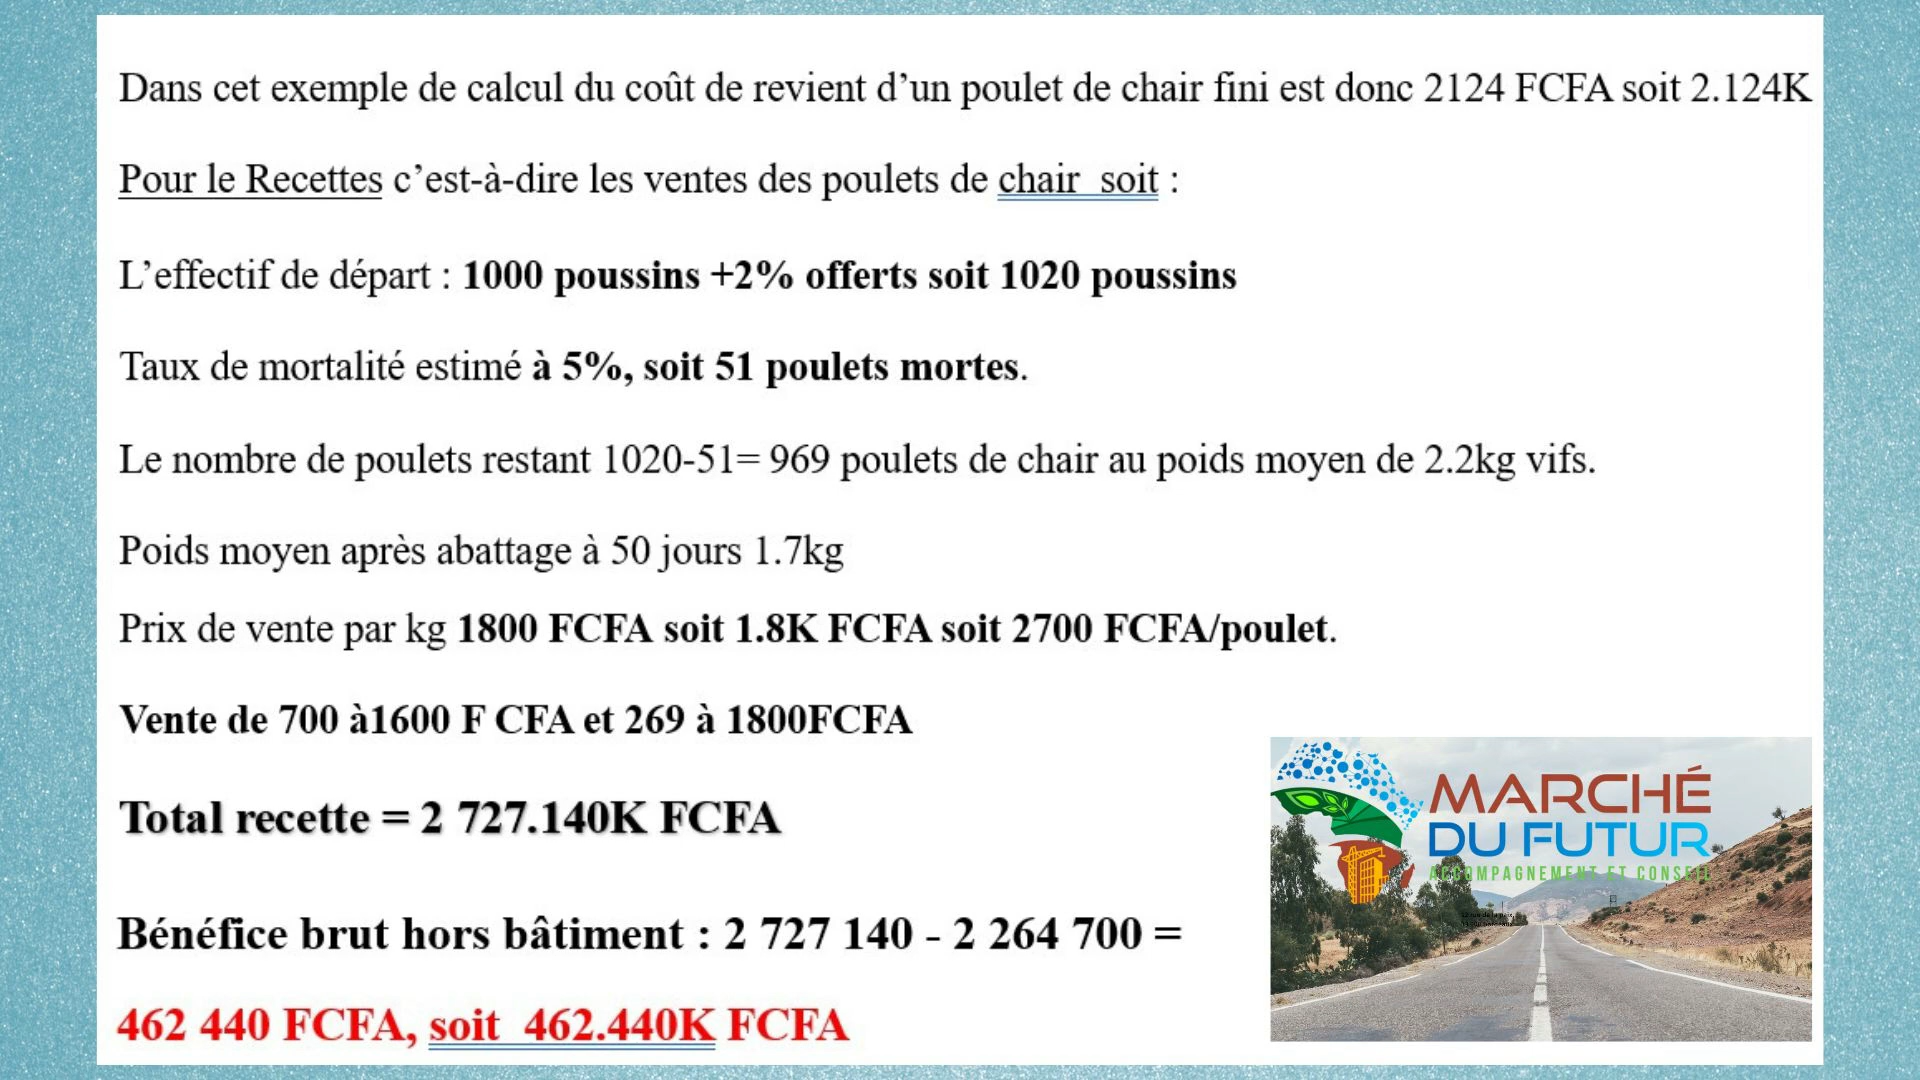 Dans cet exemple de calcul du coût de revient d’un poulet de chair fini est donc 2124 FCFA soit 2.124K
Pour le Recettes c’est-à-dire les ventes des poulets de chair soit :
L’effectif de départ : 1000 poussins +2% offerts soit 1020 poussins
Taux de mortalité estimé à 5%, soit 51 poulets mortes.
Le nombre de poulets restant 1020-51= 969 poulets de chair au poids moyen de 2.2kg vifs.
Poids moyen après abattage à 50 jours 1.7kg
Prix de vente par kg 1800 FCFA soit 1.8K FCFA soit 2700 FCFA/poulet.
Vente de 700 à1600 F CFA et 269 à 1800FCFA
Total recette = 2 727.140K FCFA
Bénéfice brut hors bâtiment : 2 727 140 - 2 264 700 =
462 440 FCFA, soit 462.440K FCFA
MARCHÉ
DU FUTUR
ACCOMPAGNEMENT ET CONSEIL